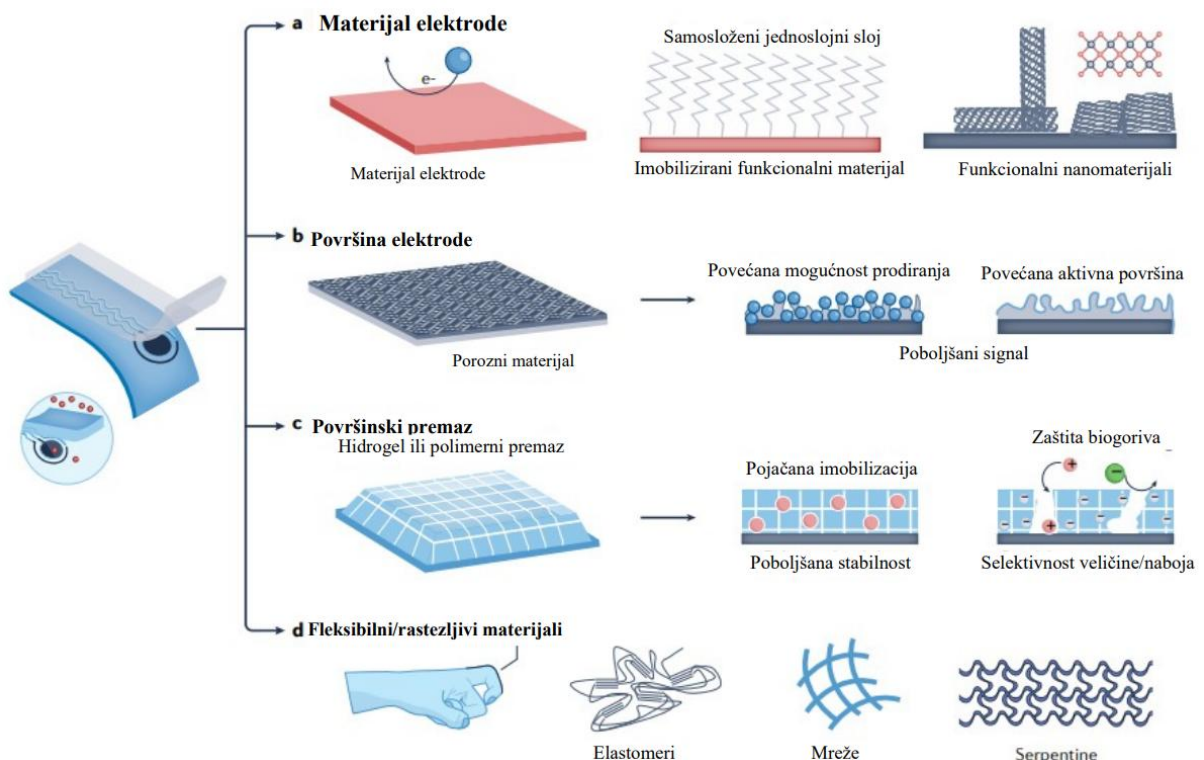 a Materijal elektrode
e-
Materijal elektrode
Samosloženi jednoslojni sloj
Imobilizirani funkcionalni materijal
Funkcionalni nanomaterijali
b Površina elektrode
Porozni materijal
Povećana mogućnost prodiranja
Povećana aktivna površina
Poboljšani signal
c Površinski premaz
Hidrogel ili polimerni premaz
Pojačana imobilizacija
Poboljšana stabilnost
Zaštita biogoriva
+
−
− − − − − − −
+
Selektivnost veličine/naboja
d Fleksibilni/rastezljivi materijali
Elastomeri
Mreže
Serpentine